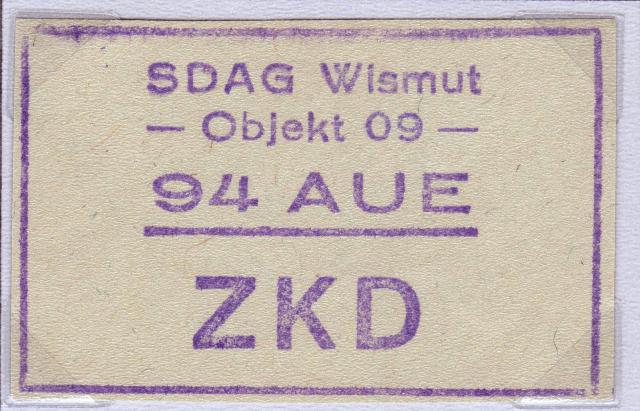 SDAG Wismut
— Objekt 09 —
94 AUE
ZKD